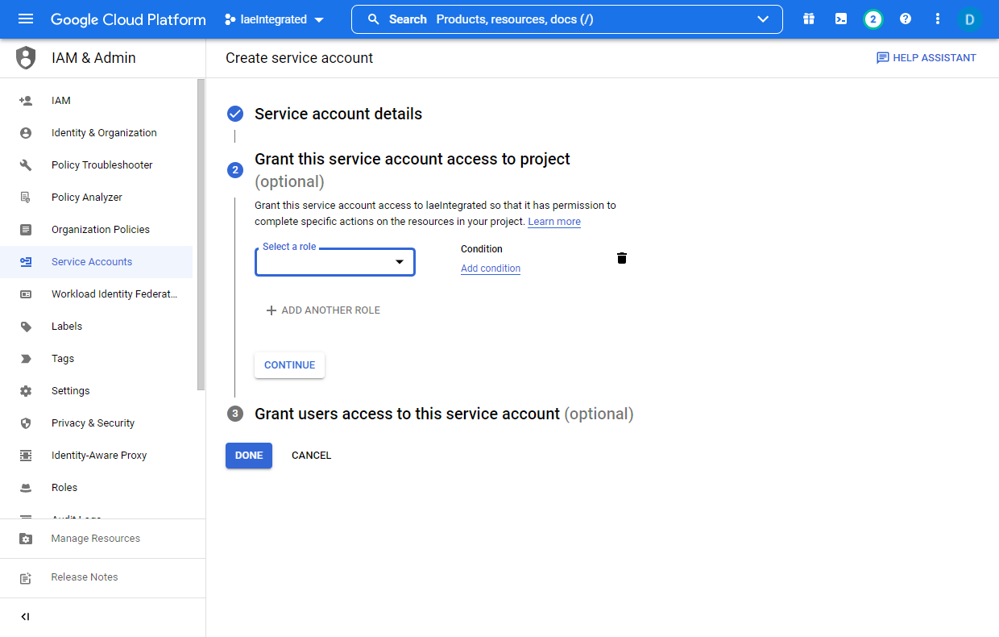 Google Cloud Platform
IaeIntegrated
Search Products, resources, docs (/)
2
D
IAM & Admin
Create service account
HELP ASSISTANT
IAM
Identity & Organization
Policy Troubleshooter
Policy Analyzer
Organization Policies
Service Accounts
Workload Identity Federat...
Labels
Tags
Settings
Privacy & Security
Identity-Aware Proxy
Roles
Audit Logs
Manage Resources
Release Notes
Service account details
2
Grant this service account access to project
(optional)
Grant this service account access to IaeIntegrated so that it has permission to
complete specific actions on the resources in your project. Learn more
Select a role
Condition
Add condition
ADD ANOTHER ROLE
CONTINUE
3
Grant users access to this service account (optional)
DONE
CANCEL